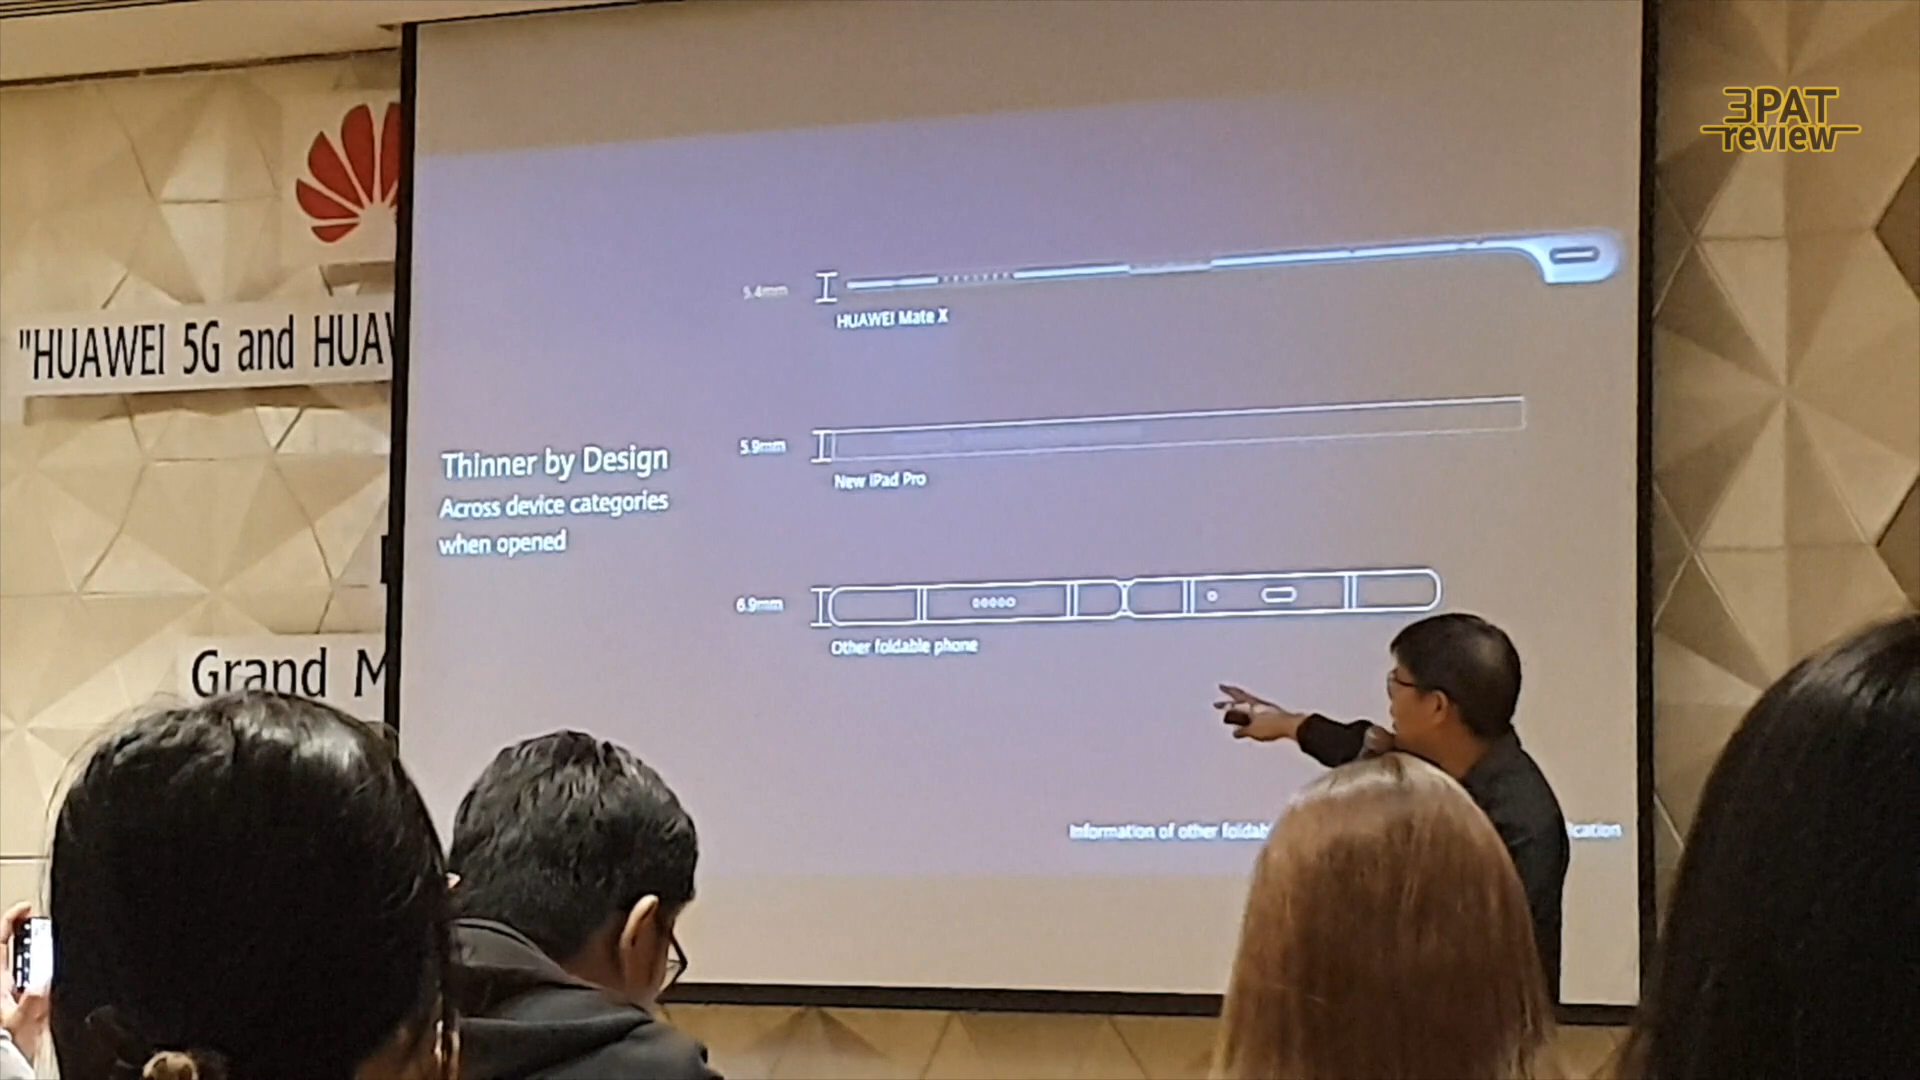 3PAT
review
"HUAWEI 5G and HUAW
Grand M
5.4mm
HUAWEI Mate X
5.9mm
New iPad Pro
Thinner by Design
Across device categories
when opened
6.9mm
Other foldable phone
Information of other foldab
ication